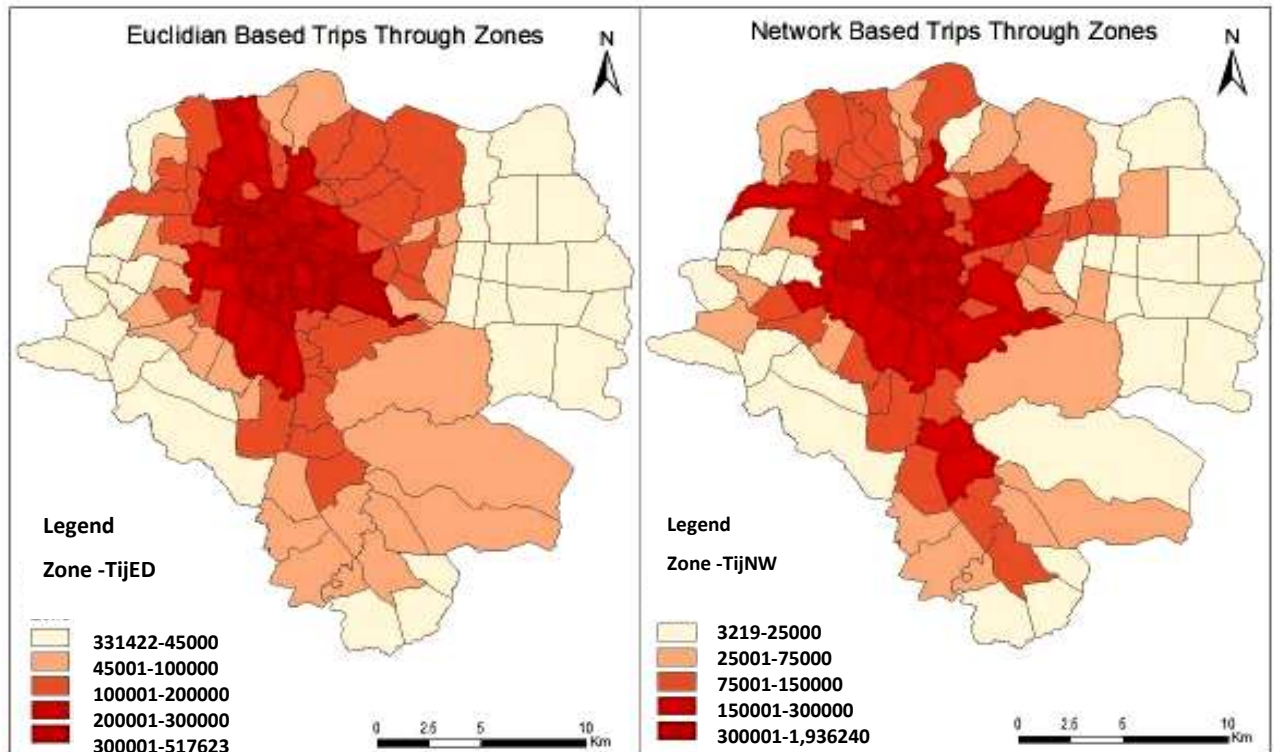 Euclidian Based Trips Through Zones
N
Legend
Zone -TijED
331422-45000
45001-100000
100001-200000
200001-300000
300001-517623
0 2.5 5 10
Km
Network Based Trips Through Zones
N
Legend
Zone -TijNW
3219-25000
25001-75000
75001-150000
150001-300000
300001-1,936240
0 2.5 5 10
Km